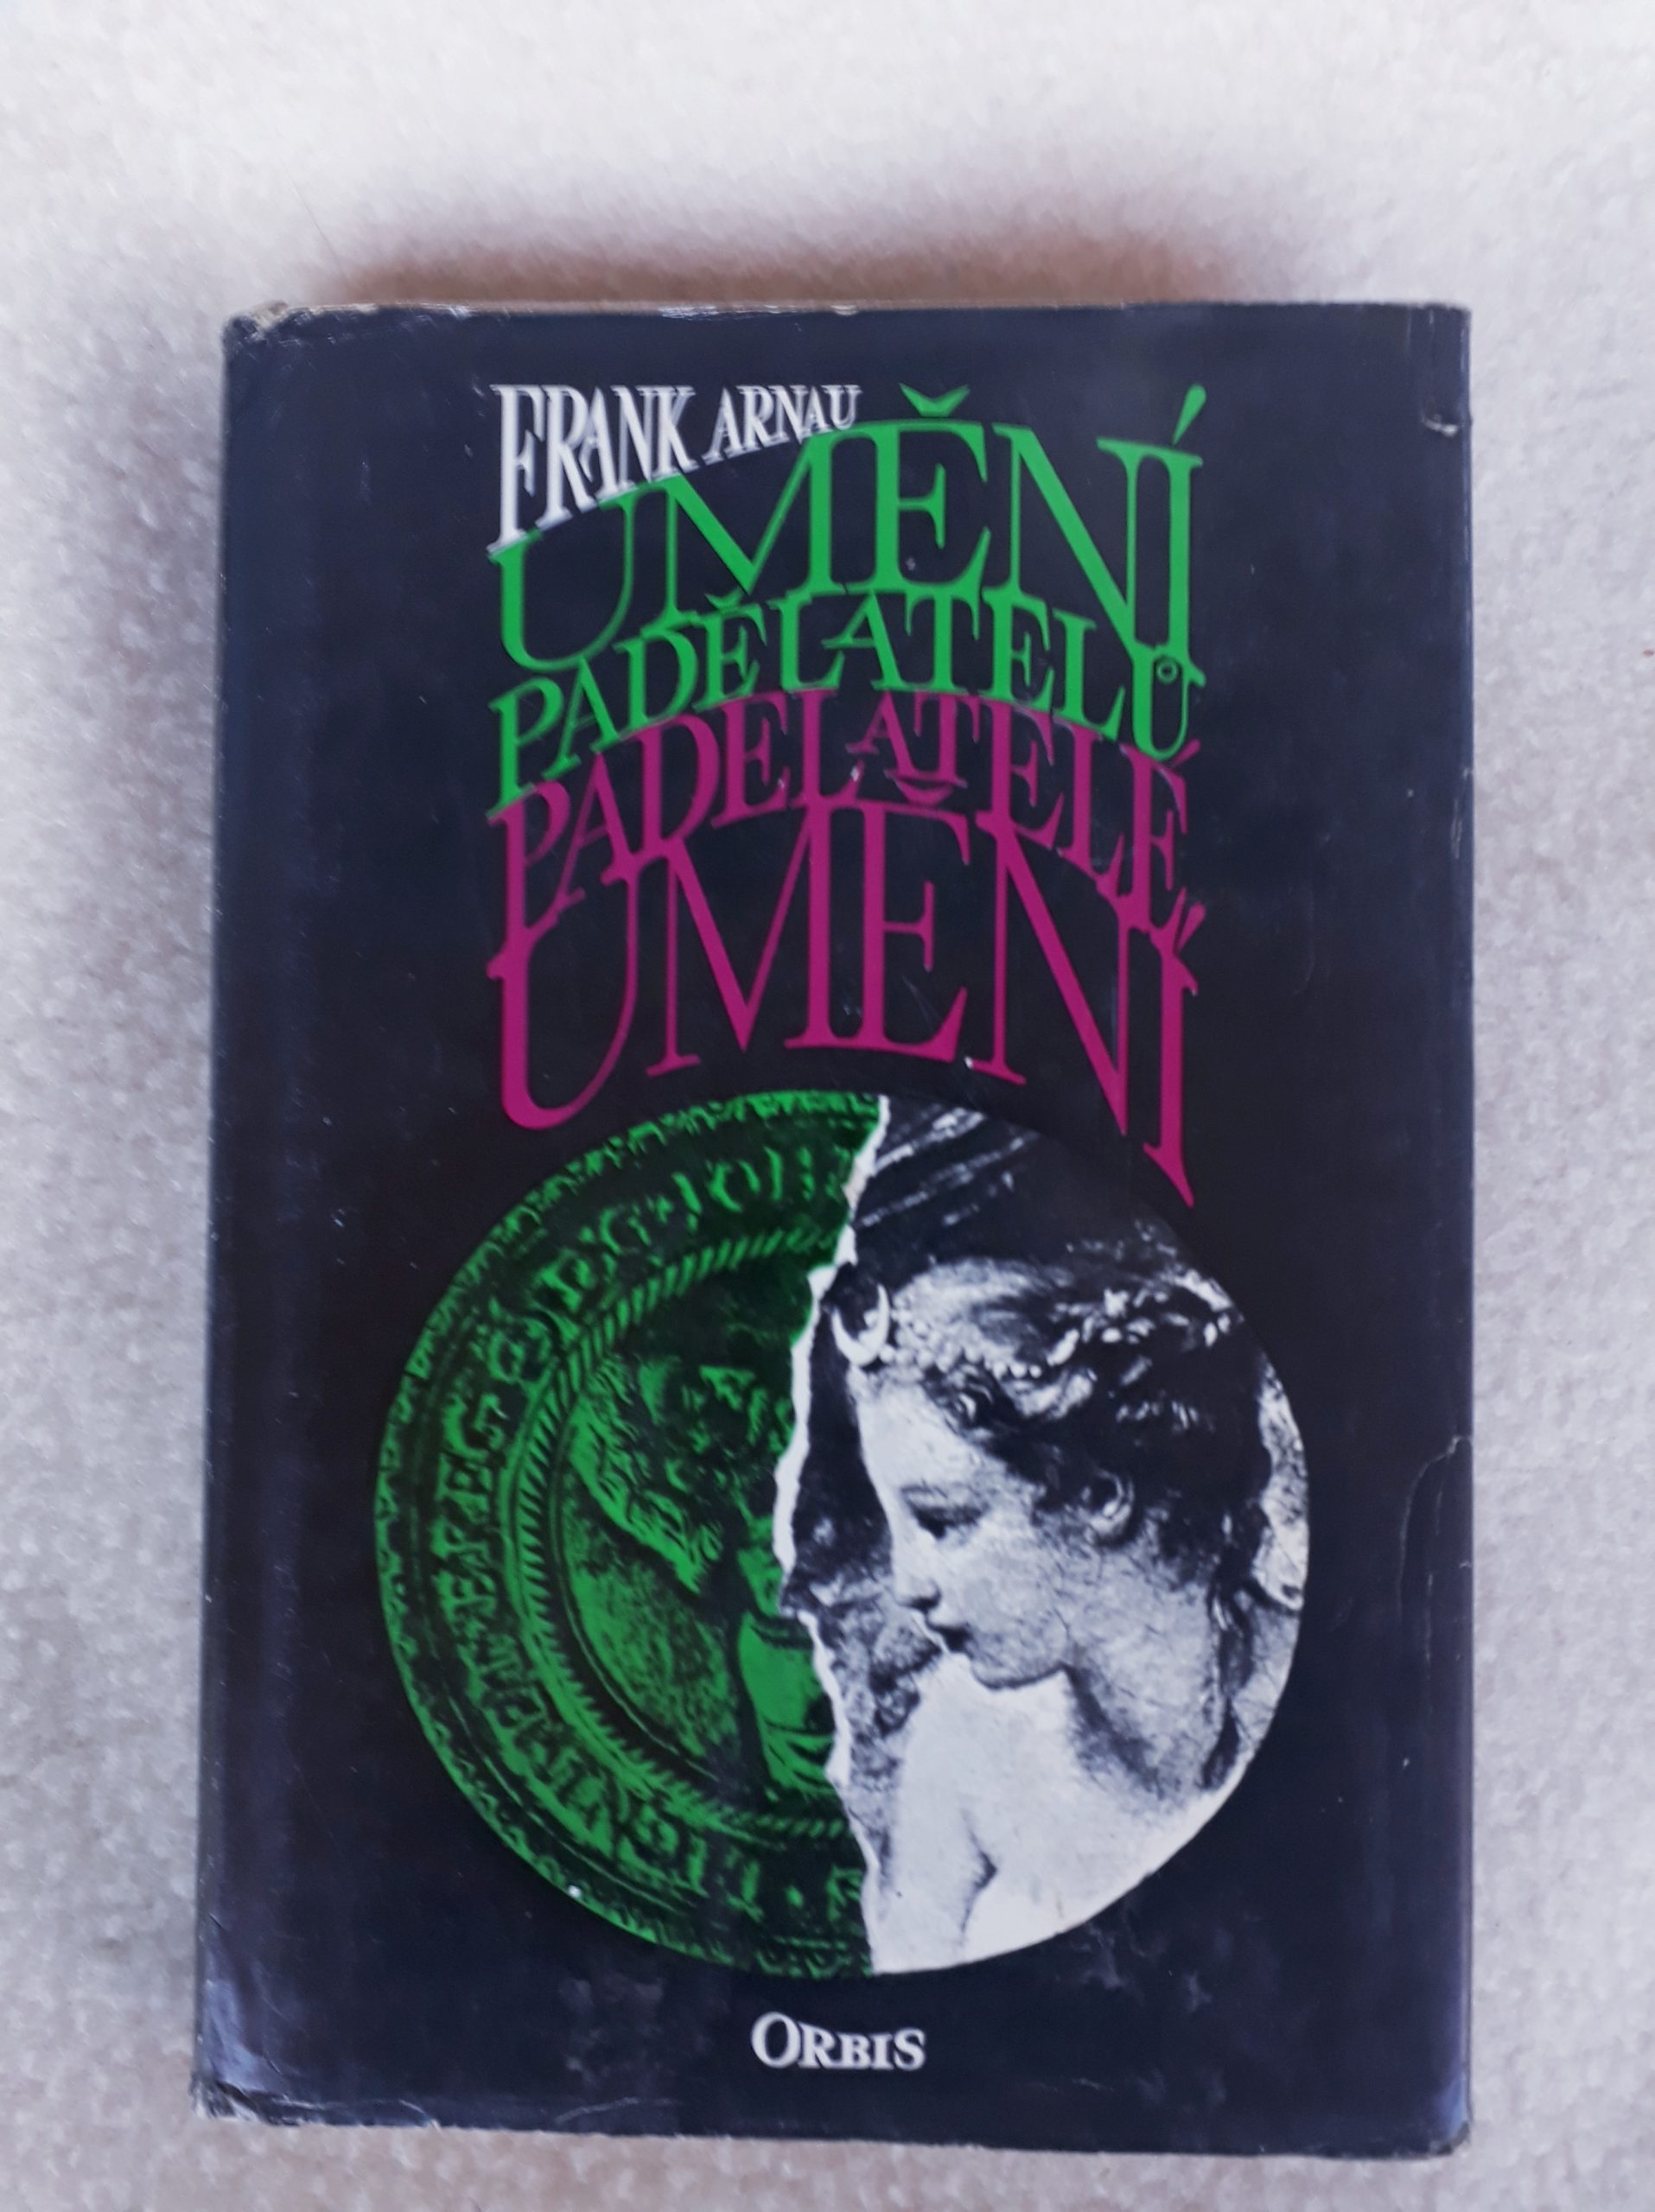 FRANK ARNAU
UMĚNÍ
PADĚLATELŮ
PADĚLATELÉ
UMĚNÍ
ORBIS